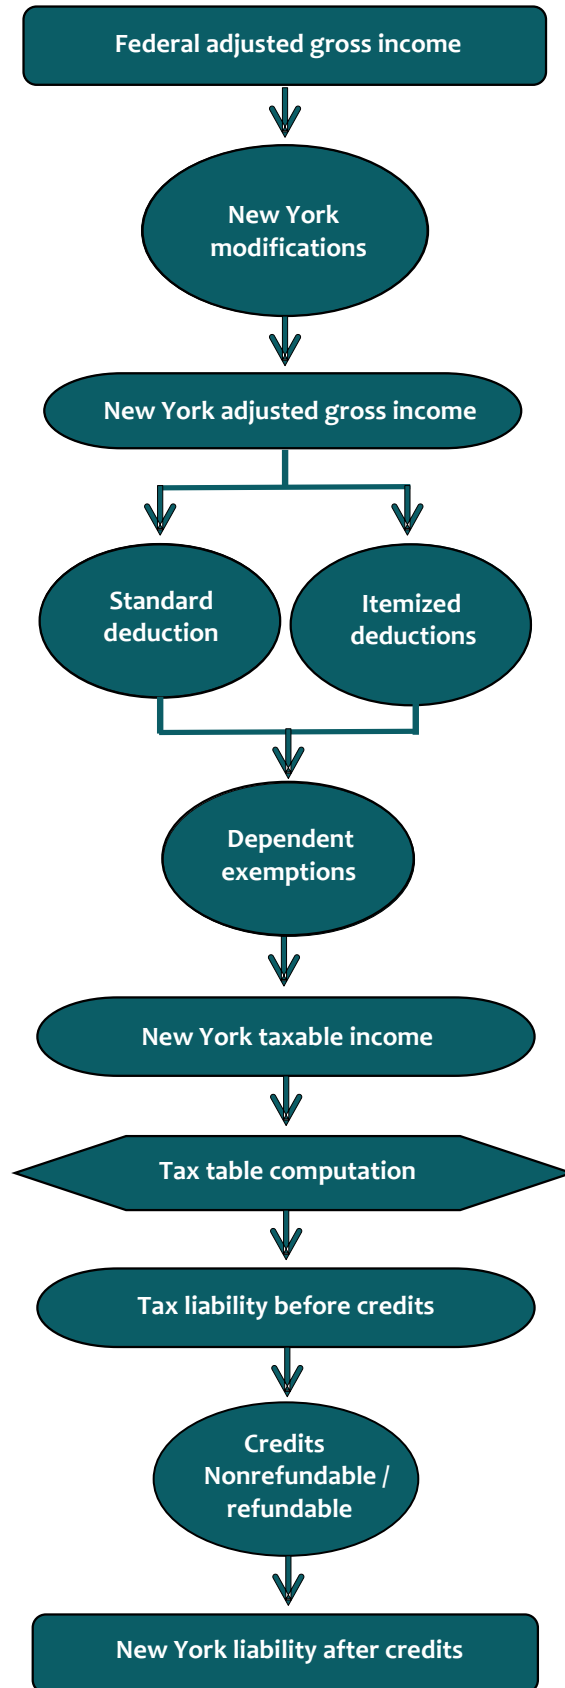 Federal adjusted gross income
New York
modifications
New York adjusted gross income
Standard
deduction
Itemized
deductions
Dependent
exemptions
New York taxable income
Tax table computation
Tax liability before credits
Credits
Nonrefundable /
refundable
New York liability after credits